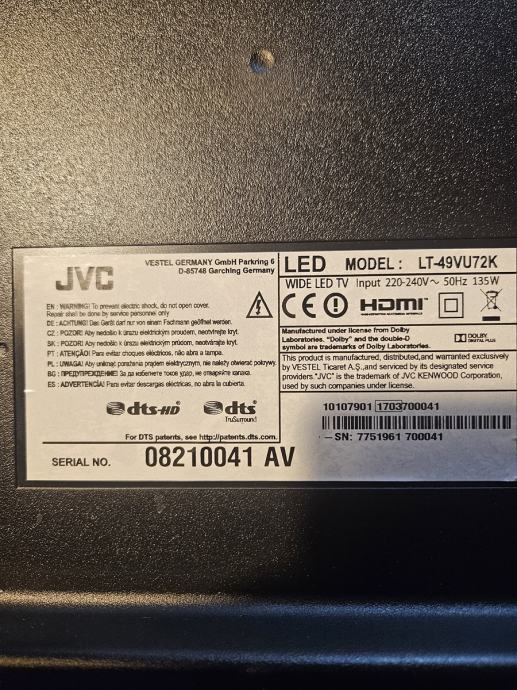 JVC
VESTEL GERMANY GmbH Parkring 6
D-85748 Garching Germany
EN : WARNING! To prevent electric shock, do not open cover.
Repair shall be done by service personnel only
DE : ACHTUNG! Das Gerät darf nur von einem Fachmann geöffnet werden.
CZ : POZOR! Aby nedošlo k úrazu elektrickým proudem, neotvírejte kryt.
SK : POZOR! Aby nedošlo k úrazu elektrickým prúdom, neotvárajte kryt.
PT : ATENÇÃO! Para evitar choques eléctricos, não abra a tampa.
PL : UWAGA! Aby uniknąć porażenia prądem elektrycznym, nie należy otwierać pokrywy.
BG : ПРЕДУПРЕЖДЕНИЕ! За да избегнете токов удар, не отваряйте капака.
ES : ADVERTENCIA! Para evitar descargas eléctricas, no abra la cubierta.
dts-HD
dts
TruSurround
For DTS patents, see http://patents.dts.com.
SERIAL NO. 08210041 AV
LED MODEL : LT-49VU72K
WIDE LED TV Input 220-240V~ 50Hz 135W
CE HDMI
Manufactured under license from Dolby
Laboratories. "Dolby" and the double-D
symbol are trademarks of Dolby Laboratories.
DOLBY
DIGITAL PLUS
This product is manufactured, distributed,and warranted exclusively
by VESTEL Ticaret A.Ş.,and serviced by its designated service
providers."JVC" is the trademark of JVC KENWOOD Corporation,
used by such companies under license.
10107901 1703700041
-SN: 7751961 700041